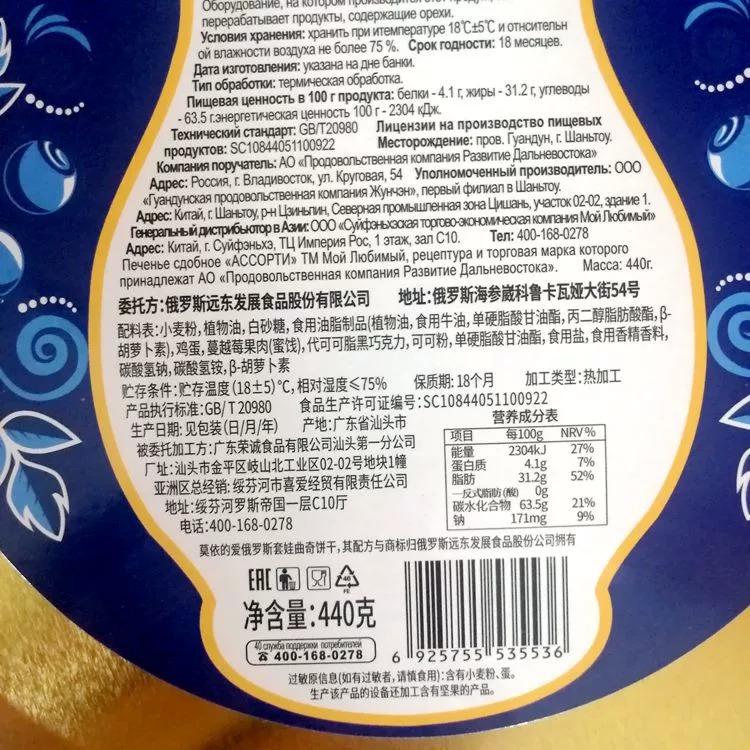 Оборудование, на котором
перерабатывает продукты, содержащие орехи.
Условия хранения: хранить при итемпературе 18℃±5℃ и отнсительн
ой влажности воздуха не более 75 %. Срок годности: 18 месяцев.
Дата изготовления: указана на дне банки.
Тип обработки: термическая обработка.
Пищевая ценность в 100 г продукта: белки - 4.1 г, жиры - 31.2 г, углеводы
- 63.5 г.энергетическая ценность 100 г - 2304 кДж.
Технический стандарт: GB/T20980 Лицензии на производство пищевых
продуктов: SC10844051100922 Месторождение: пров. Гуандун, г. Шаньтоу.
Компания поручатель: АО «Продовольственная компания Развитие Дальневостока»
Адрес: Россия, г. Владивосток, ул. Круговая, 54 Уполномоченный производитель: ООО
«Гуандунская продовольственная компания Жунчэн», первый филиал в Шаньтоу.
Адрес: Китай, г. Шаньтоу, р-н Цзиньпин, Северная промышленная зона Цишань, участок 02-02, здание 1.
Генеральный дистрибьютор в Азии: ООО «Суйфэньхэская торгово-экономическая компания Мой Любимый»
Адрес: Китай, г. Суйфэньхэ, ТЦ Империя Рос, 1 этаж, зал С10. Тел: 400-168-0278
Печенье сдобное «АССОРТИ» ТМ Мой Любимый, рецептура и торговая марка которого
принадлежат АО «Продовольственная компания Развитие Дальневостока». Масса: 440г.
委托方:俄罗斯远东发展食品股份有限公司 地址:俄罗斯海参崴科鲁卡瓦娅大街54号
配料表:小麦粉,植物油,白砂糖,食用油脂制品(植物油,食用牛油,单硬脂酸甘油酯,丙二醇脂肪酸酯,β-
胡萝卜素),鸡蛋,蔓越莓果肉(蜜饯),代可可脂黑巧克力,可可粉,单硬脂酸甘油酯,食用盐,食用香精香料,
碳酸氢钠,碳酸氢铵,β-胡萝卜素
贮存条件:贮存温度(18±5)℃,相对湿度≤75% 保质期:18个月 加工类型:热加工
产品执行标准:GB/T 20980 食品生产许可证编号:SC10844051100922
生产日期:见包装(日/月/年) 产地:广东省汕头市
被委托加工方:广东荣诚食品有限公司汕头第一分公司
厂址:汕头市金平区岐山北工业区02-02号地块1幢
亚洲区总经销:绥芬河市喜爱经贸有限责任公司
地址:绥芬河罗斯帝国一层C10厅
电话:400-168-0278
营养成分表
项目 每100g NRV%
能量 2304kJ 27%
蛋白质 4.1g 7%
脂肪 31.2g 52%
—反式脂肪(酸) 0g
碳水化合物 63.5g 21%
钠 171mg 9%
莫依的爱俄罗斯套娃曲奇饼干,其配方与商标归俄罗斯远东发展食品股份公司拥有
EAC 40
FE
净含量:440克
40 служба поддержки потребителей
☎ 400-168-0278
6 925755 535536
过敏原信息(如有过敏者,请慎食用):含有小麦粉、蛋。
生产该产品的设备还加工含有坚果的产品。